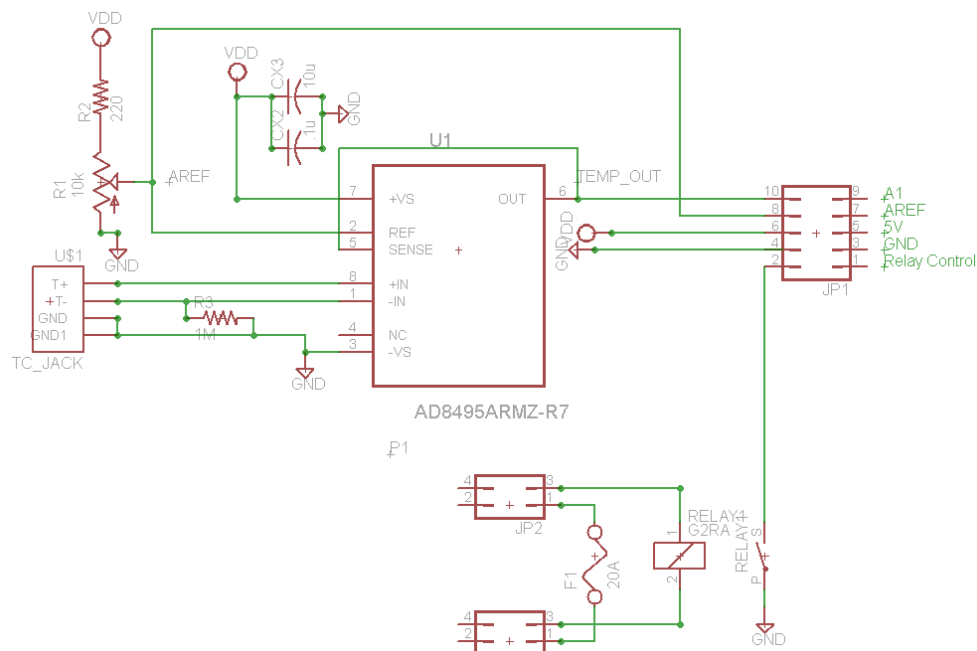 VDD
R2
220
R1
10k
AREF
GND
VDD
CX3
10u
CX2
.1u
GND
U1
7
+VS
OUT
6
TEMP_OUT
2
REF
5
SENSE
8
+IN
1
-IN
4
NC
3
-VS
AD8495ARMZ-R7
U$1
T+
T-
GND
GND1
TC_JACK
R3
1M
GND
VDD
GND
10
9
A1
8
7
AREF
6
5
5V
4
3
GND
2
1
Relay Control
JP1
P1
4
3
2
1
JP2
F1
20A
1
2
G2RA
S
P
GND
4
3
2
1